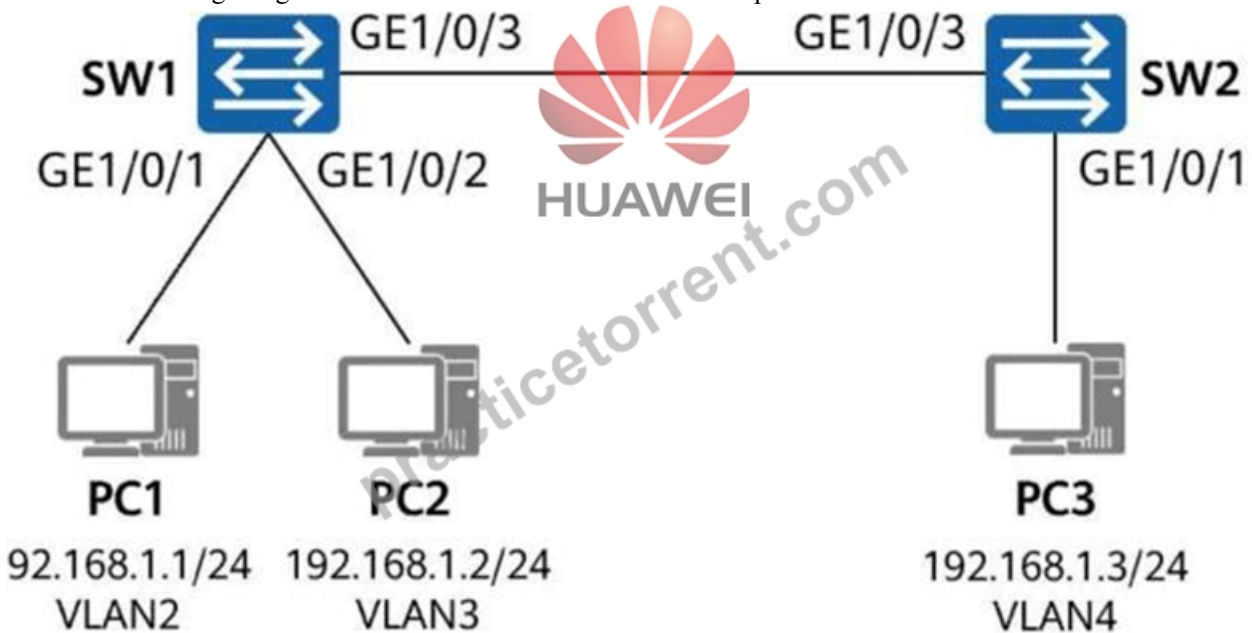 GE1/0/3 GE1/0/3
SW1 SW2
GE1/0/1 GE1/0/2 GE1/0/1
HUAWEI
practicetorrent.com
PC1 PC2 PC3
92.168.1.1/24 192.168.1.2/24 192.168.1.3/24
VLAN2 VLAN3 VLAN4